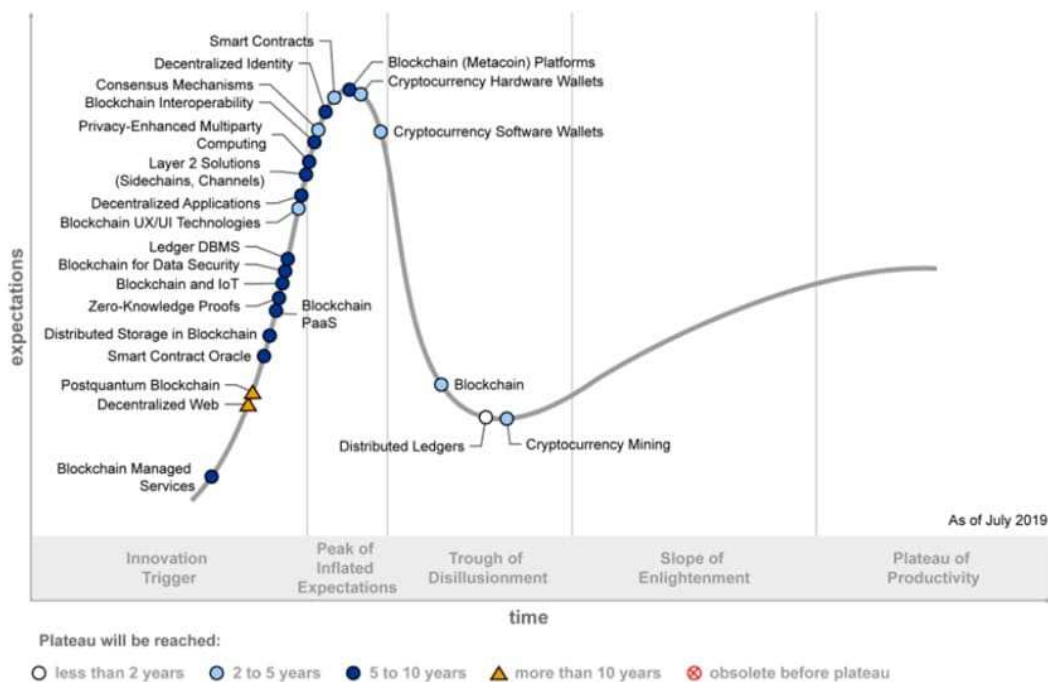 Smart Contracts
Decentralized Identity
Consensus Mechanisms
Blockchain Interoperability
Privacy-Enhanced Multiparty
Computing
Layer 2 Solutions
(Sidechains, Channels)
Decentralized Applications
Blockchain UX/UI Technologies
Ledger DBMS
Blockchain for Data Security
Blockchain and IoT
Zero-Knowledge Proofs
Blockchain
PaaS
Distributed Storage in Blockchain
Smart Contract Oracle
Postquantum Blockchain
Decentralized Web
Blockchain Managed
Services
Blockchain (Metacoin) Platforms
Cryptocurrency Hardware Wallets
Cryptocurrency Software Wallets
Blockchain
Distributed Ledgers
Cryptocurrency Mining
expectations
As of July 2019
Innovation
Trigger
Peak of
Inflated
Expectations
Trough of
Disillusionment
Slope of
Enlightenment
Plateau of
Productivity
time
Plateau will be reached:
less than 2 years
2 to 5 years
5 to 10 years
more than 10 years
obsolete before plateau